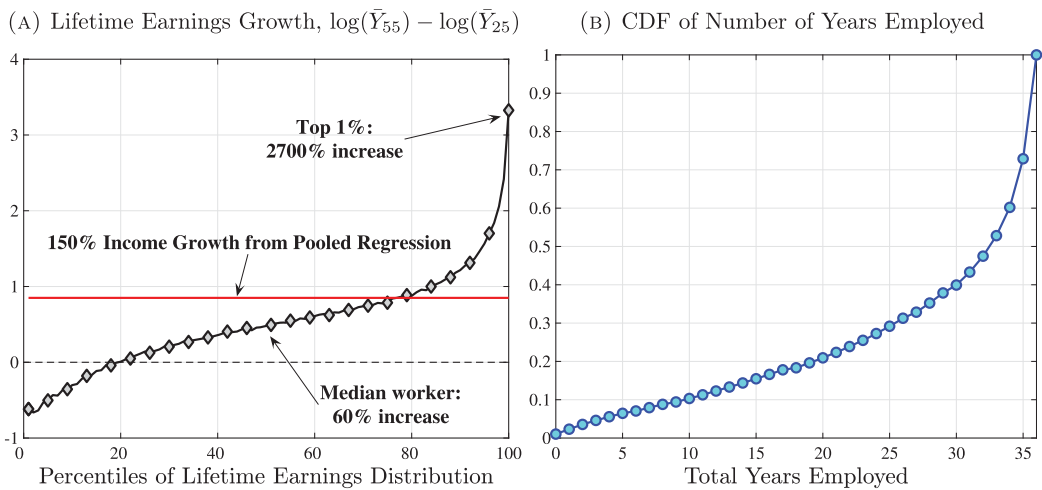 (A) Lifetime Earnings Growth, log(Ȳ₅₅) − log(Ȳ₂₅)
4
3
2
1
0
-1
Top 1%:
2700% increase
150% Income Growth from Pooled Regression
Median worker:
60% increase
0 20 40 60 80 100
Percentiles of Lifetime Earnings Distribution
(B) CDF of Number of Years Employed
1
0.9
0.8
0.7
0.6
0.5
0.4
0.3
0.2
0.1
0
0 5 10 15 20 25 30 35
Total Years Employed